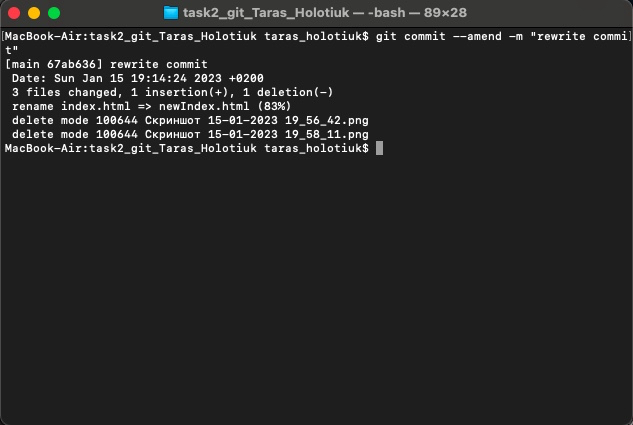 task2_git_Taras_Holotiuk — -bash — 89×28
[MacBook-Air:task2_git_Taras_Holotiuk taras_holotiuk$ git commit --amend -m "rewrite commi]
t"
[main 67ab636] rewrite commit
 Date: Sun Jan 15 19:14:24 2023 +0200
 3 files changed, 1 insertion(+), 1 deletion(-)
 rename index.html => newIndex.html (83%)
 delete mode 100644 Скриншот 15-01-2023 19_56_42.png
 delete mode 100644 Скриншот 15-01-2023 19_58_11.png
MacBook-Air:task2_git_Taras_Holotiuk taras_holotiuk$